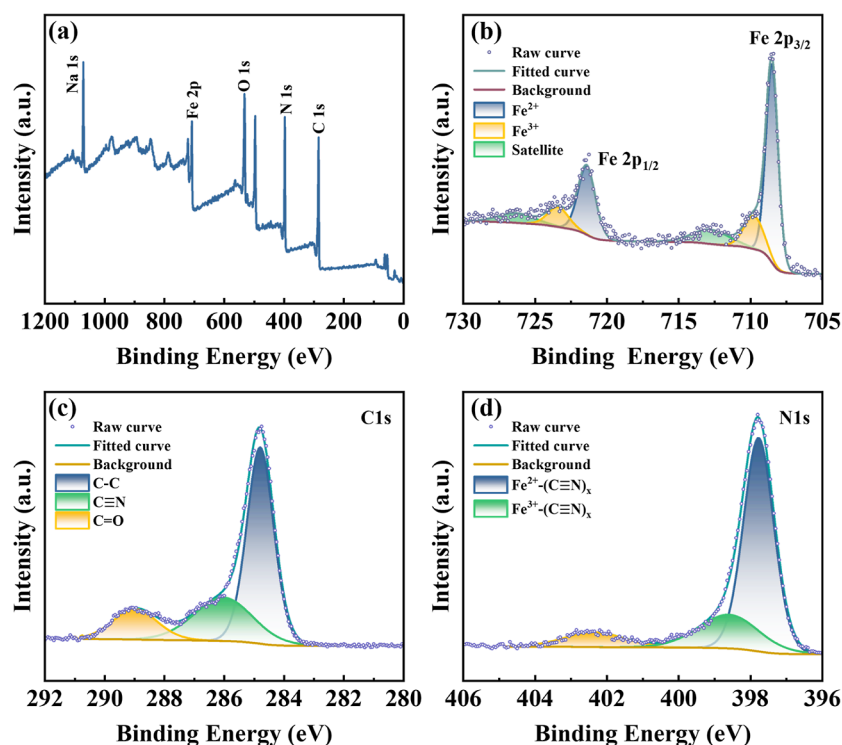 (a)
Na 1s
Fe 2p
O 1s
N 1s
C 1s
Intensity (a.u.)
1200 1000 800 600 400 200 0
Binding Energy (eV)
(b)
Raw curve
Fitted curve
Background
Fe²⁺
Fe³⁺
Satellite
Fe 2p₃/₂
Fe 2p₁/₂
Intensity (a.u.)
730 725 720 715 710 705
Binding Energy (eV)
(c)
C1s
Raw curve
Fitted curve
Background
C-C
C≡N
C=O
Intensity (a.u.)
292 290 288 286 284 282 280
Binding Energy (eV)
(d)
N1s
Raw curve
Fitted curve
Background
Fe²⁺-(C≡N)ₓ
Fe³⁺-(C≡N)ₓ
Intensity (a.u.)
406 404 402 400 398 396
Binding Energy (eV)